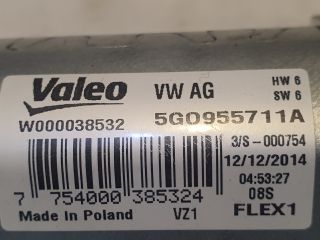 Valeo VW AG HW 6
SW 6
W000038532 5G0955711A
3/S-000754
12/12/2014
04:53:27
08S
7 754000 385324
Made in Poland VZ1 FLEX1